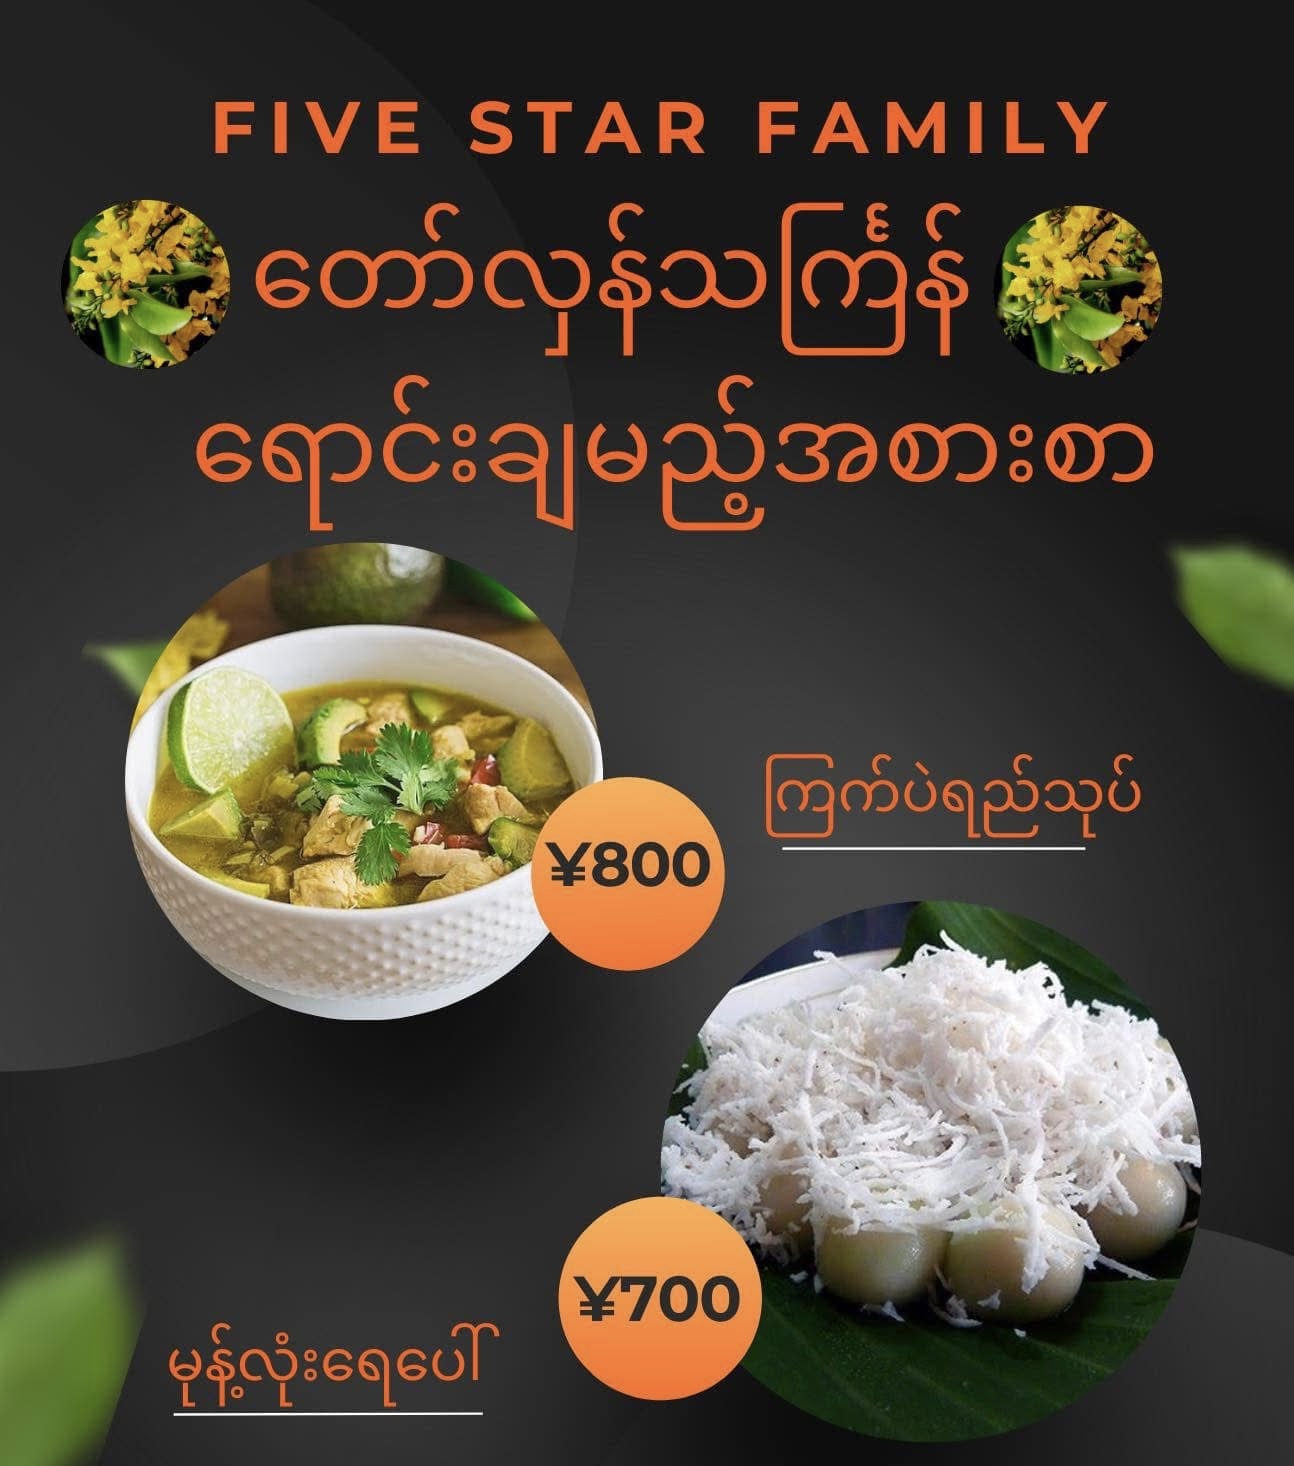 FIVE STAR FAMILY
တော်လှန်သင်္ကြန်
ရောင်းချမည့်အစားစာ
¥800
ကြက်ပဲရည်သုပ်
¥700
မုန့်လုံးရေပေါ်